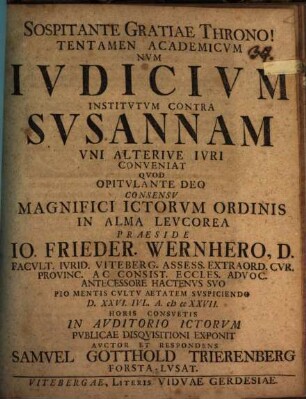 SOSPITANTE GRATIAE THRONO!
TENTAMEN ACADEMICVM
NVM
IVDICIVM
INSTITVTVM CONTRA
SVSANNAM
VNI ALTERIVE IVRI
CONVENIAT
QVOD
OPITVLANTE DEO
CONSENSV
MAGNIFICI ICTORVM ORDINIS
IN ALMA LEVCOREA
PRAESIDE
IO. FRIEDER. WERNHERO, D.
FACVLT. IVRID. VITEBERG. ASSESS. EXTRAORD. CVR.
PROVINC. AC CONSIST. ECCLES. ADVOC.
ANTECESSORE HACTENVS SVO
PIO MENTIS CVLTV AETATEM SVSPICIENDO
D. XXVI. IVL. A. cIɔ Iɔ cc XXVII.
HORIS CONSVETIS
IN AVDITORIO ICTORVM
PVBLICAE DISQVISITIONI EXPONIT
AVCTOR ET RESPONDENS
SAMVEL GOTTHOLD TRIERENBERG
FORSTA-LVSAT.
VITEBERGAE, LITERIS VIDVAE GERDESIAE.